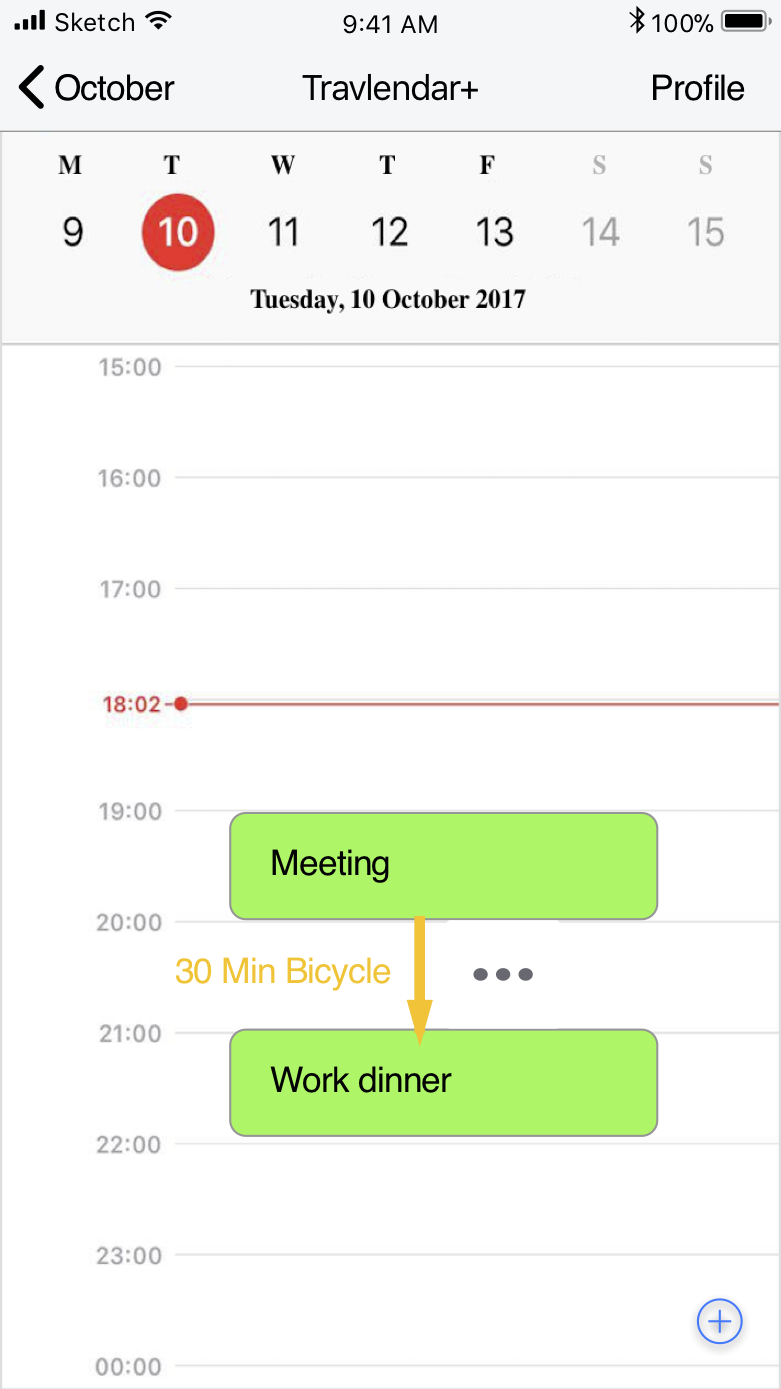 Sketch 9:41 AM 100%
October Travlendar+ Profile
M T W T F S S
9 10 11 12 13 14 15
Tuesday, 10 October 2017
15:00
16:00
17:00
18:02
19:00
Meeting
20:00
30 Min Bicycle
21:00
Work dinner
22:00
23:00
00:00